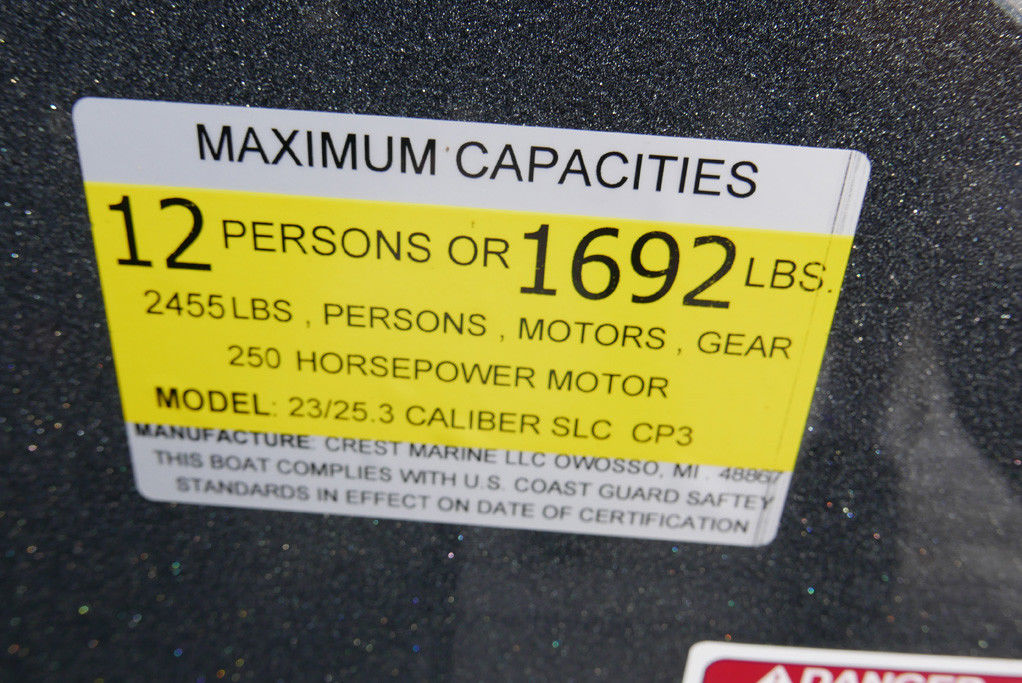 MAXIMUM CAPACITIES
12 PERSONS OR 1692 LBS.
2455 LBS , PERSONS , MOTORS , GEAR
250 HORSEPOWER MOTOR
MODEL: 23/25.3 CALIBER SLC CP3
MANUFACTURE: CREST MARINE LLC OWOSSO, MI . 48867
THIS BOAT COMPLIES WITH U.S. COAST GUARD SAFTEY
STANDARDS IN EFFECT ON DATE OF CERTIFICATION
DANGER